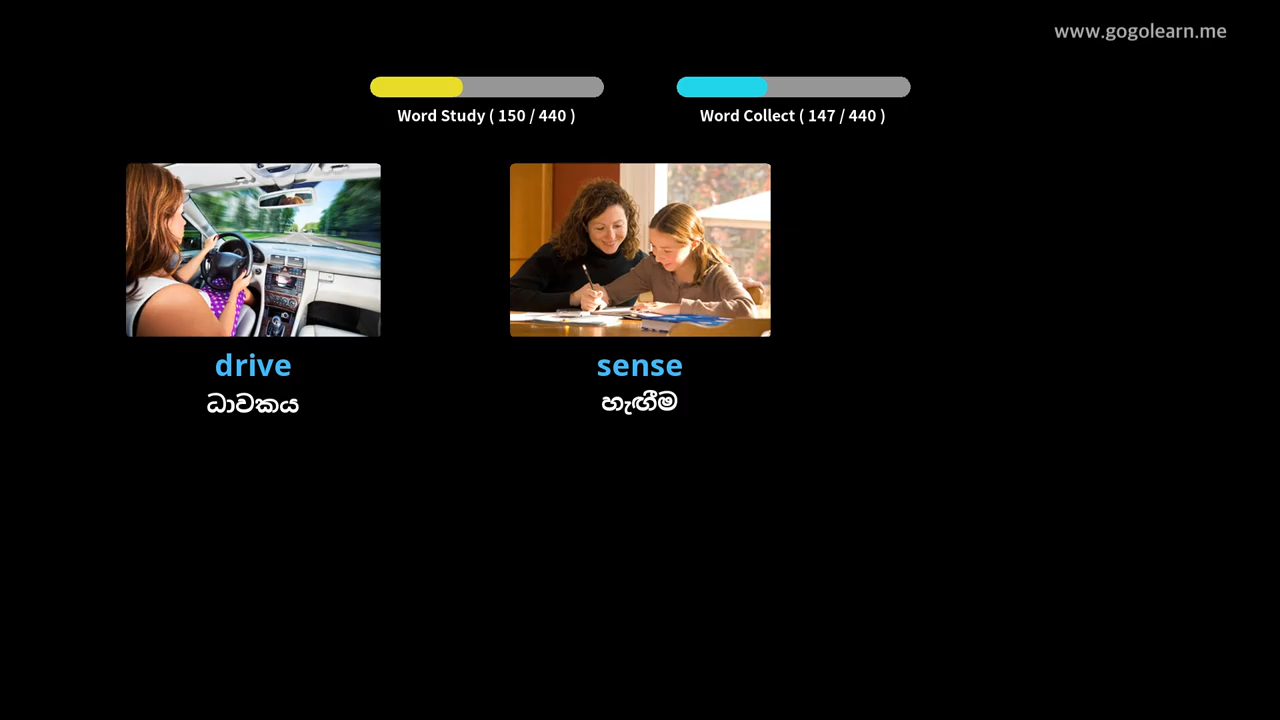 www.gogolearn.me
Word Study ( 150 / 440 )
Word Collect ( 147 / 440 )
drive
ධාවකය
sense
හැඟීම